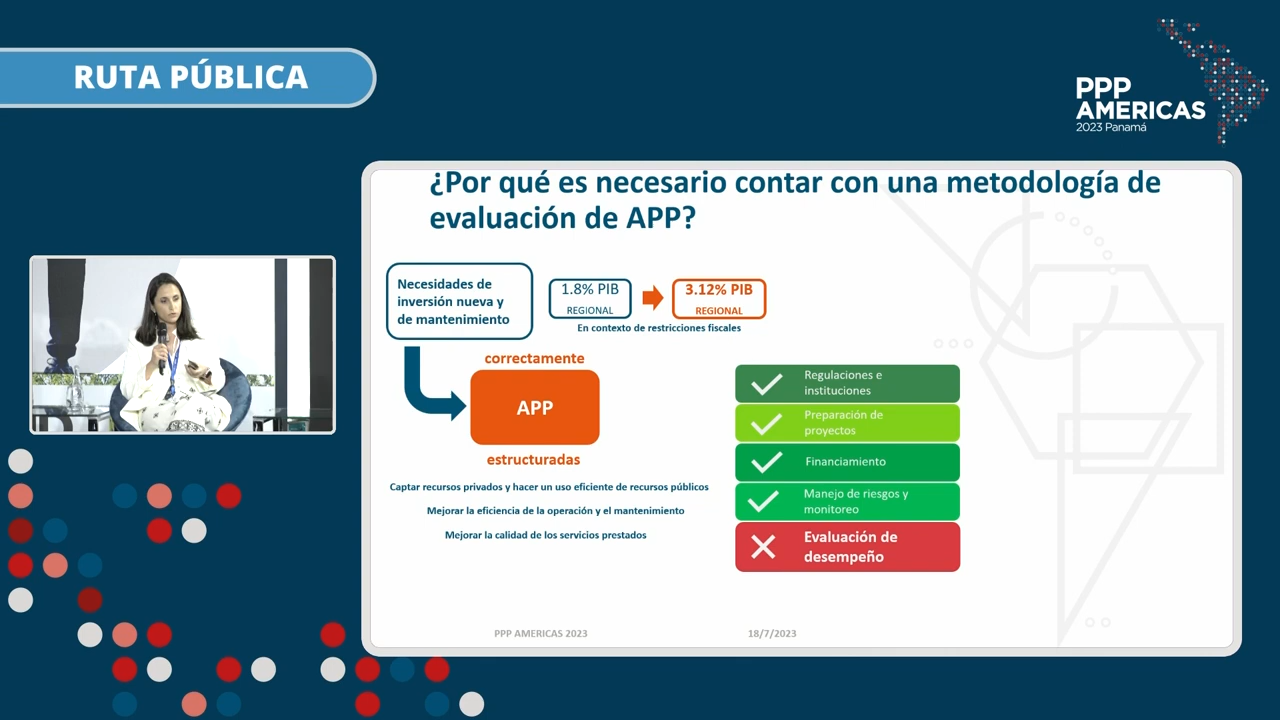 RUTA PÚBLICA
PPP
AMERICAS
2023 Panamá
¿Por qué es necesario contar con una metodología de
evaluación de APP?
Necesidades de
inversión nueva y
de mantenimiento
1.8% PIB
REGIONAL
3.12% PIB
REGIONAL
En contexto de restricciones fiscales
correctamente
APP
estructuradas
Captar recursos privados y hacer un uso eficiente de recursos públicos
Mejorar la eficiencia de la operación y el mantenimiento
Mejorar la calidad de los servicios prestados
Regulaciones e
instituciones
Preparación de
proyectos
Financiamiento
Manejo de riesgos y
monitoreo
Evaluación de
desempeño
PPP AMERICAS 2023
18/7/2023